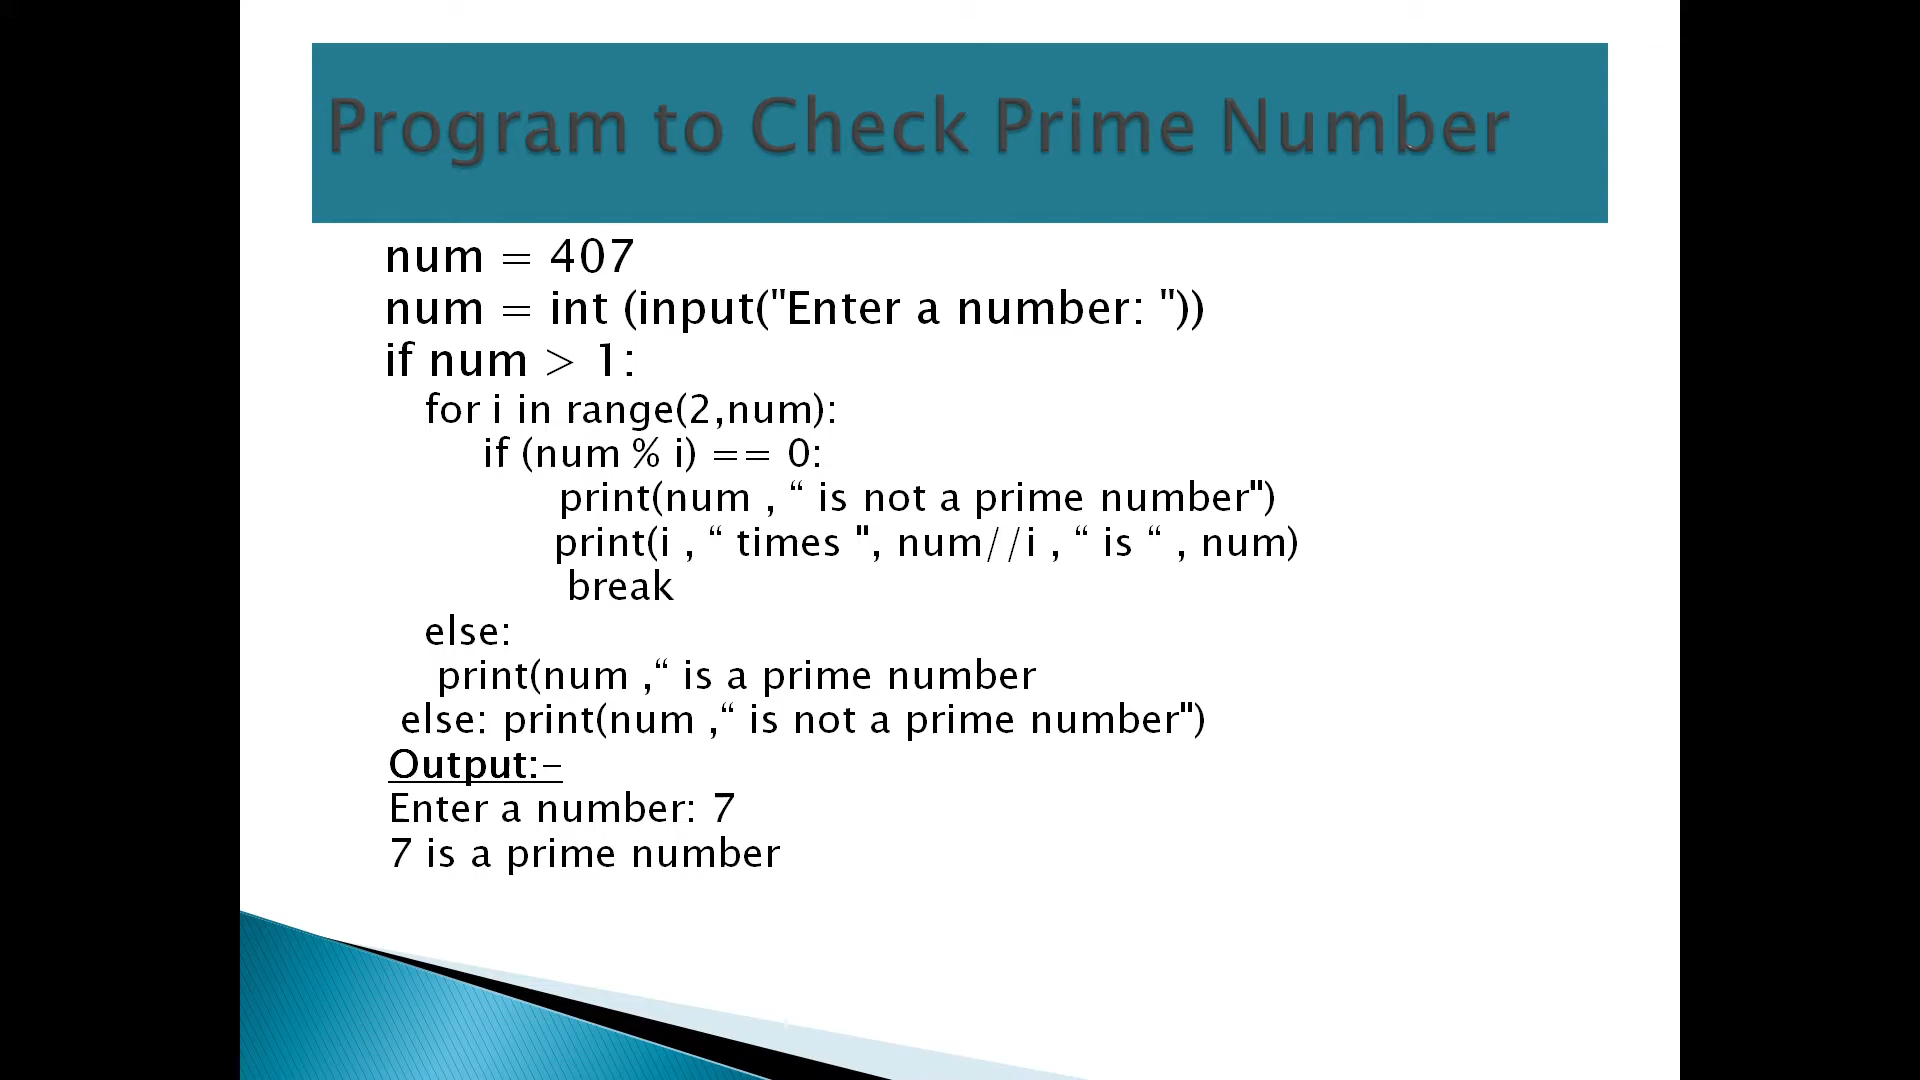 Program to Check Prime Number
num = 407
num = int (input("Enter a number: "))
if num > 1:
for i in range(2,num):
if (num % i) == 0:
print(num , “ is not a prime number")
print(i , “ times ", num//i , “ is “ , num)
break
else:
print(num ,“ is a prime number
else: print(num ,“ is not a prime number")
Output:-
Enter a number: 7
7 is a prime number